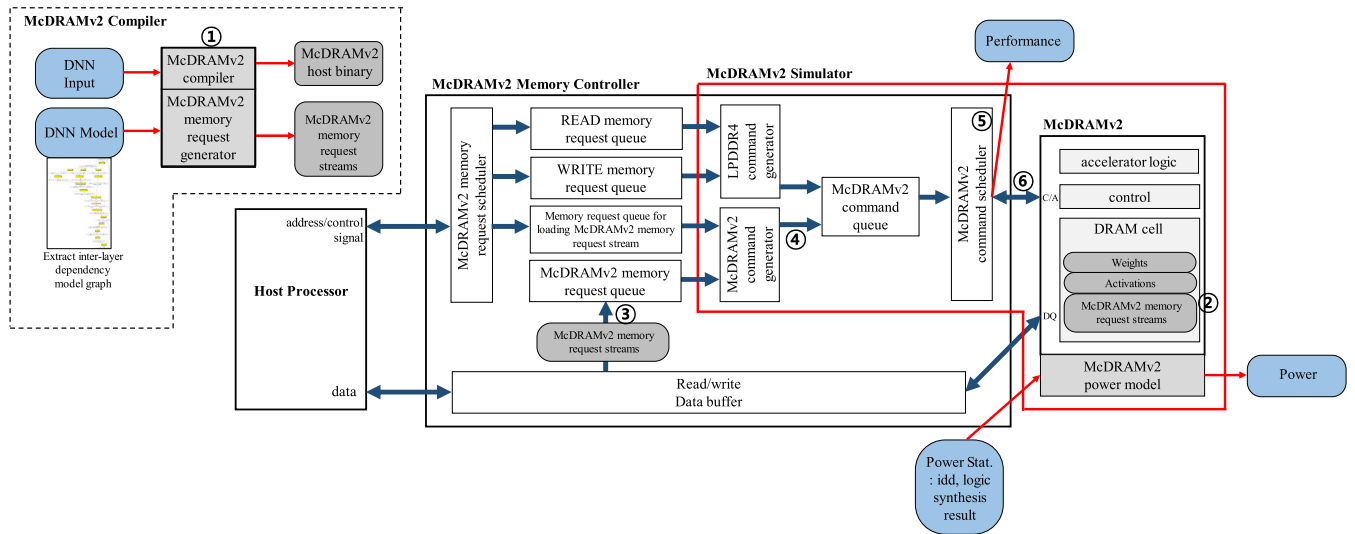 McDRAMv2 Compiler
①
DNN
Input
McDRAMv2
compiler
McDRAMv2
host binary
DNN Model
McDRAMv2
memory
request
generator
McDRAMv2
memory
request
streams
Extract inter-layer
dependency
model graph
address/control
signal
Host Processor
data
McDRAMv2 Memory Controller
McDRAMv2 memory
request scheduler
READ memory
request queue
WRITE memory
request queue
Memory request queue for
loading McDRAMv2 memory
request stream
McDRAMv2 memory
request queue
③
McDRAMv2 memory
request streams
Read/write
Data buffer
McDRAMv2 Simulator
LPDDR4
command
generator
McDRAMv2
command
generator
④
McDRAMv2
command
queue
⑤
McDRAMv2
command scheduler
Performance
⑥
McDRAMv2
accelerator logic
C/A
control
DRAM cell
Weights
Activations
McDRAMv2 memory
request streams
②
DQ
McDRAMv2
power model
Power
Power Stat.
: idd, logic
synthesis
result